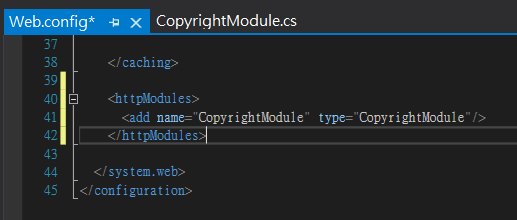 Web.config*
CopyrightModule.cs
37
38 </caching>
39
40 <httpModules>
41 <add name="CopyrightModule" type="CopyrightModule"/>
42 </httpModules>
43
44 </system.web>
45 </configuration>